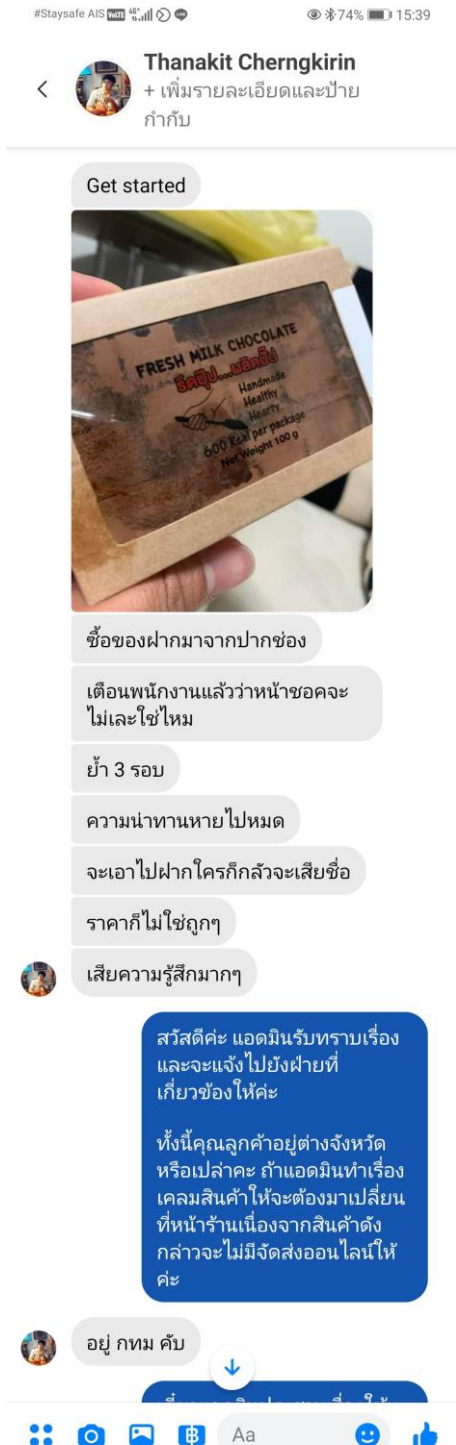 #Staysafe AIS VoLTE 4G
74% 15:39
Thanakit Cherngkirin
+ เพิ่มรายละเอียดและป้าย
กำกับ
Get started
FRESH MILK CHOCOLATE
รีดปุ๊ป...ผลิตปั๊ป
Handmade
Healthy
Hearty
600 Kcal per package
Net Weight 100 g
ซื้อของฝากมาจากปากช่อง
เตือนพนักงานแล้วว่าหน้าชอคจะ
ไม่เละใช่ไหม
ย้ำ 3 รอบ
ความน่าทานหายไปหมด
จะเอาไปฝากใครก็กลัวจะเสียชื่อ
ราคาก็ไม่ใช่ถูกๆ
เสียความรู้สึกมากๆ
สวัสดีค่ะ แอดมินรับทราบเรื่อง
และจะแจ้งไปยังฝ่ายที่
เกี่ยวข้องให้ค่ะ
ทั้งนี้คุณลูกค้าอยู่ต่างจังหวัด
หรือเปล่าคะ ถ้าแอดมินทำเรื่อง
เคลมสินค้าให้จะต้องมาเปลี่ยน
ที่หน้าร้านเนื่องจากสินค้าดัง
กล่าวจะไม่มีจัดส่งออนไลน์ให้
ค่ะ
อยู่ กทม คับ
Aa